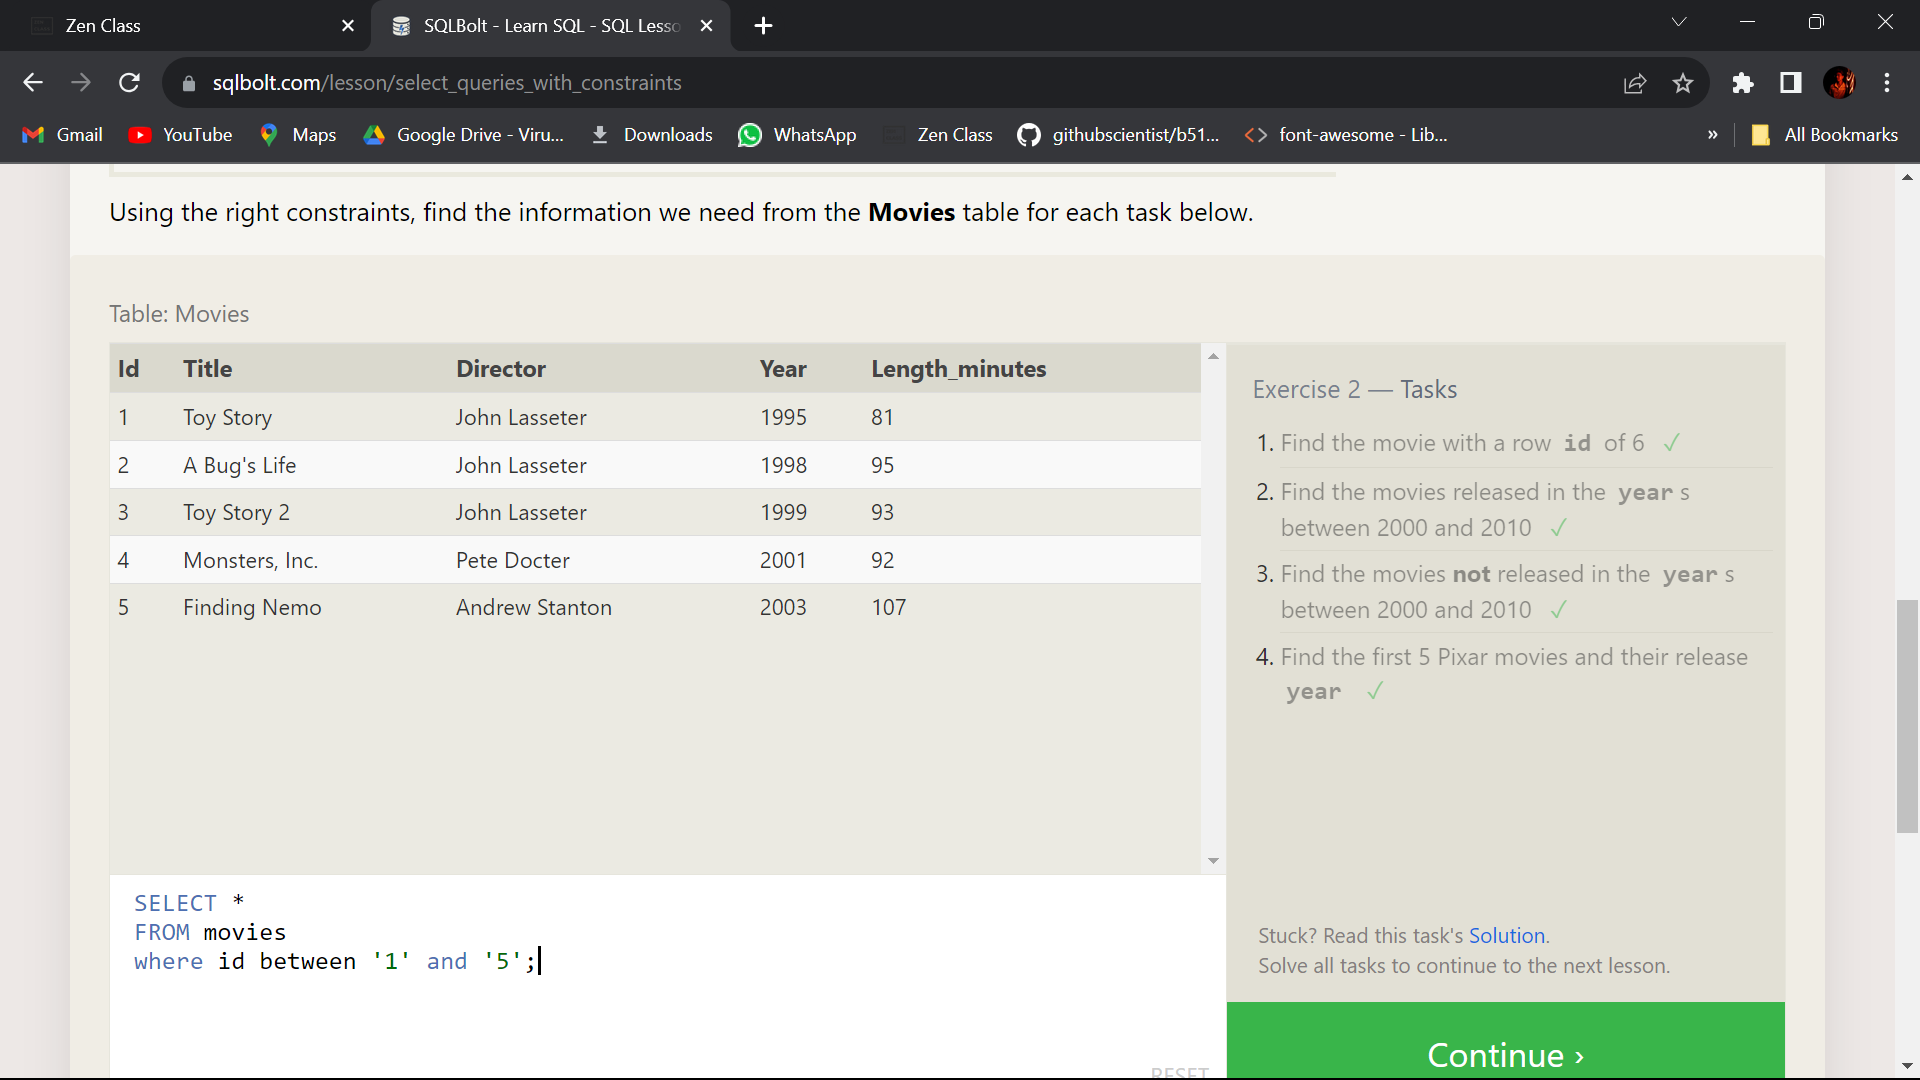 Zen Class
SQLBolt - Learn SQL - SQL Lesso
sqlbolt.com/lesson/select_queries_with_constraints
Gmail
YouTube
Maps
Google Drive - Viru...
Downloads
WhatsApp
Zen Class
githubscientist/b51...
font-awesome - Lib...
»
All Bookmarks
Using the right constraints, find the information we need from the Movies table for each task below.
Table: Movies
Id Title Director Year Length_minutes
1 Toy Story John Lasseter 1995 81
2 A Bug's Life John Lasseter 1998 95
3 Toy Story 2 John Lasseter 1999 93
4 Monsters, Inc. Pete Docter 2001 92
5 Finding Nemo Andrew Stanton 2003 107
SELECT *
FROM movies
where id between '1' and '5';
RESET
Exercise 2 — Tasks
1. Find the movie with a row id of 6 ✓
2. Find the movies released in the year s
between 2000 and 2010 ✓
3. Find the movies not released in the year s
between 2000 and 2010 ✓
4. Find the first 5 Pixar movies and their release
year ✓
Stuck? Read this task's Solution.
Solve all tasks to continue to the next lesson.
Continue ›